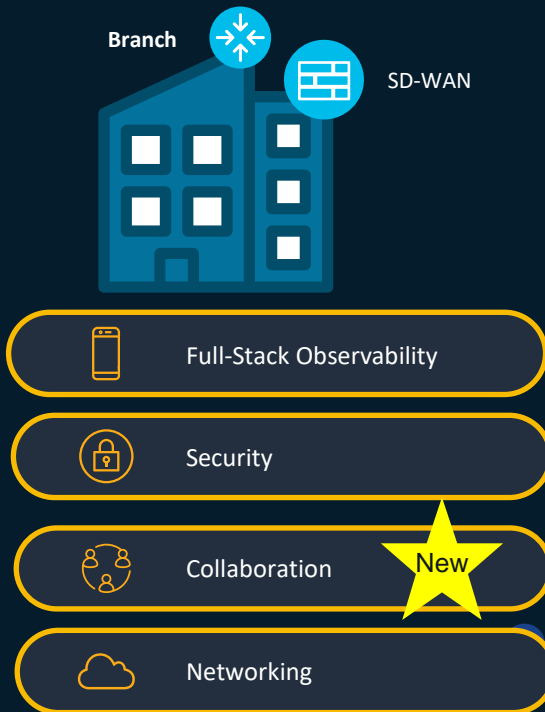 Branch
SD-WAN
Full-Stack Observability
Security
Collaboration
New
Networking